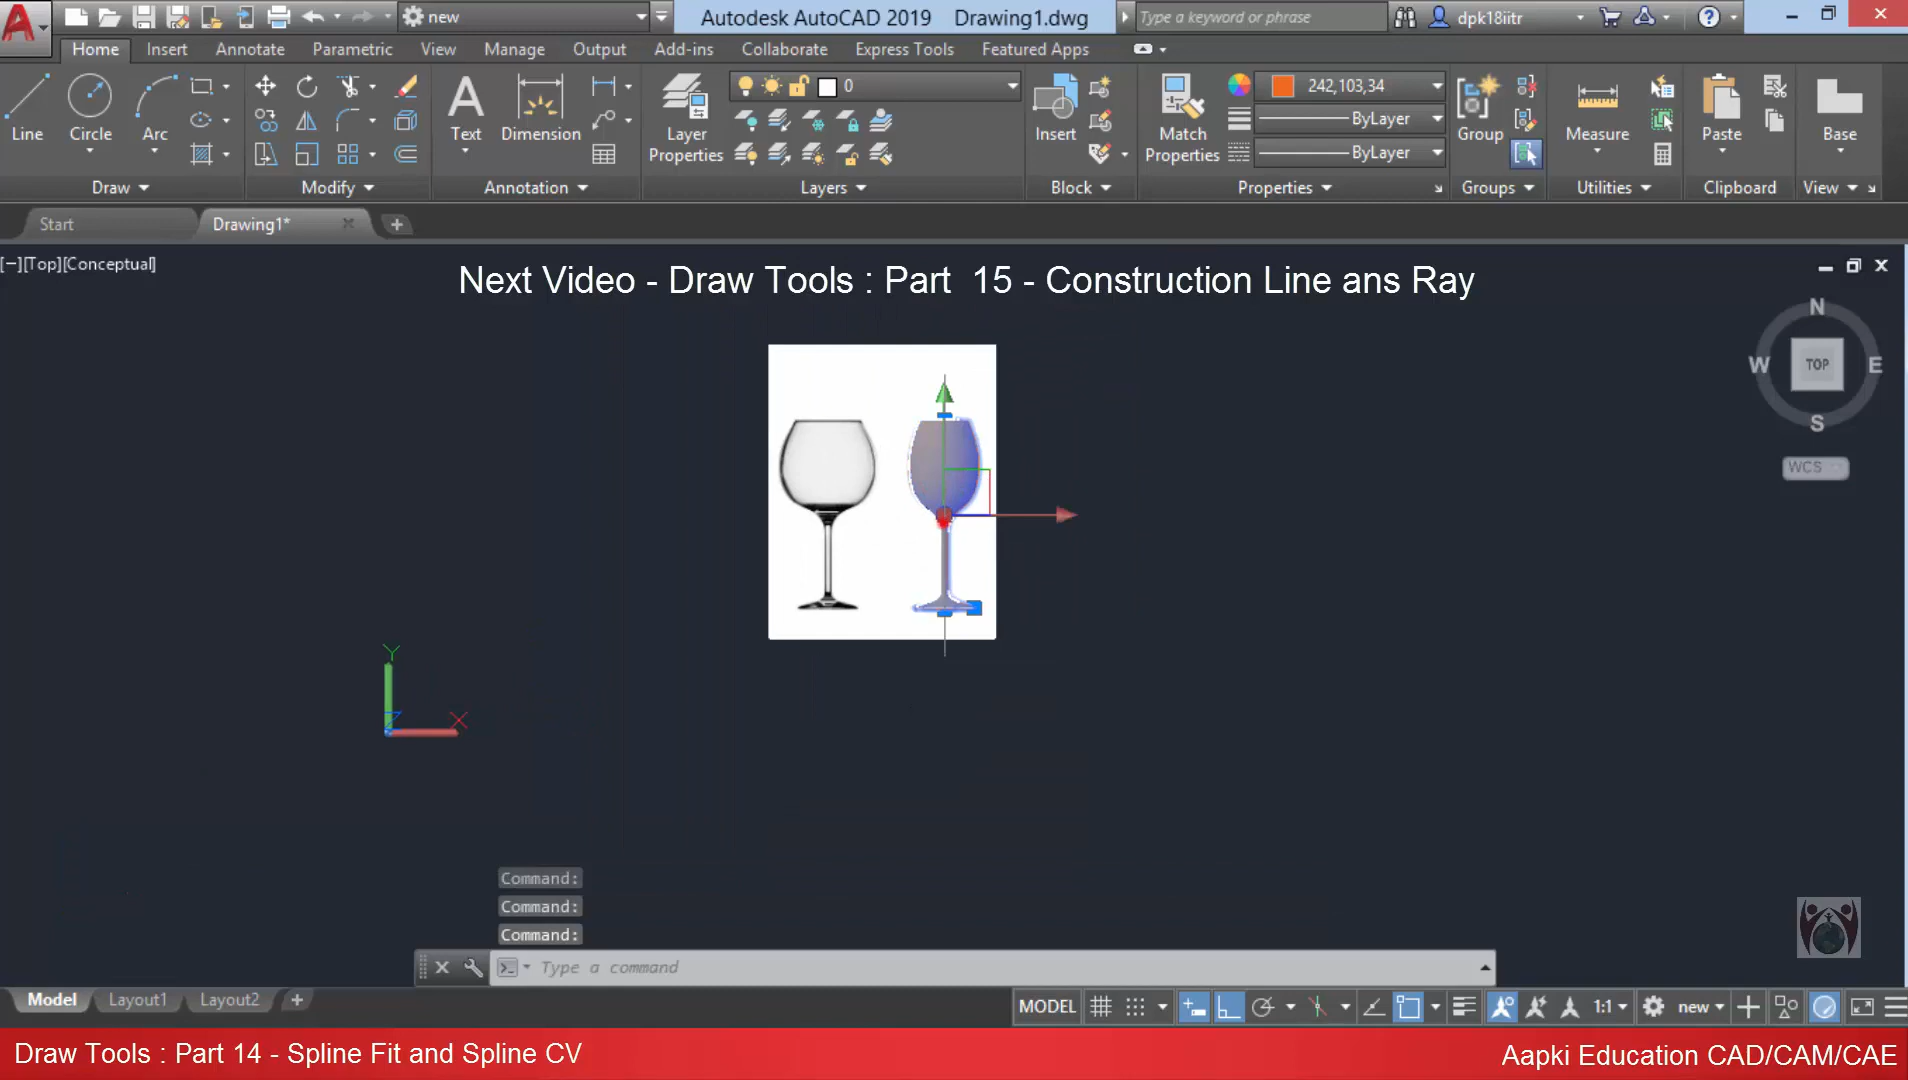 new
Autodesk AutoCAD 2019 Drawing1.dwg
Type a keyword or phrase
dpk18iitr
Home Insert Annotate Parametric View Manage Output Add-ins Collaborate Express Tools Featured Apps
Line Circle Arc
Text Dimension
Layer Properties
0
Insert
Match Properties
242,103,34
ByLayer
ByLayer
Group
Measure
Paste
Base
Draw Modify Annotation Layers Block Properties Groups Utilities Clipboard View
Start Drawing1*
[−][Top][Conceptual]
Next Video - Draw Tools : Part 15 - Construction Line ans Ray
N
W TOP E
S
WCS
Y
X
Command:
Command:
Command:
Type a command
Model Layout1 Layout2
MODEL 1:1 new
Draw Tools : Part 14 - Spline Fit and Spline CV
Aapki Education CAD/CAM/CAE